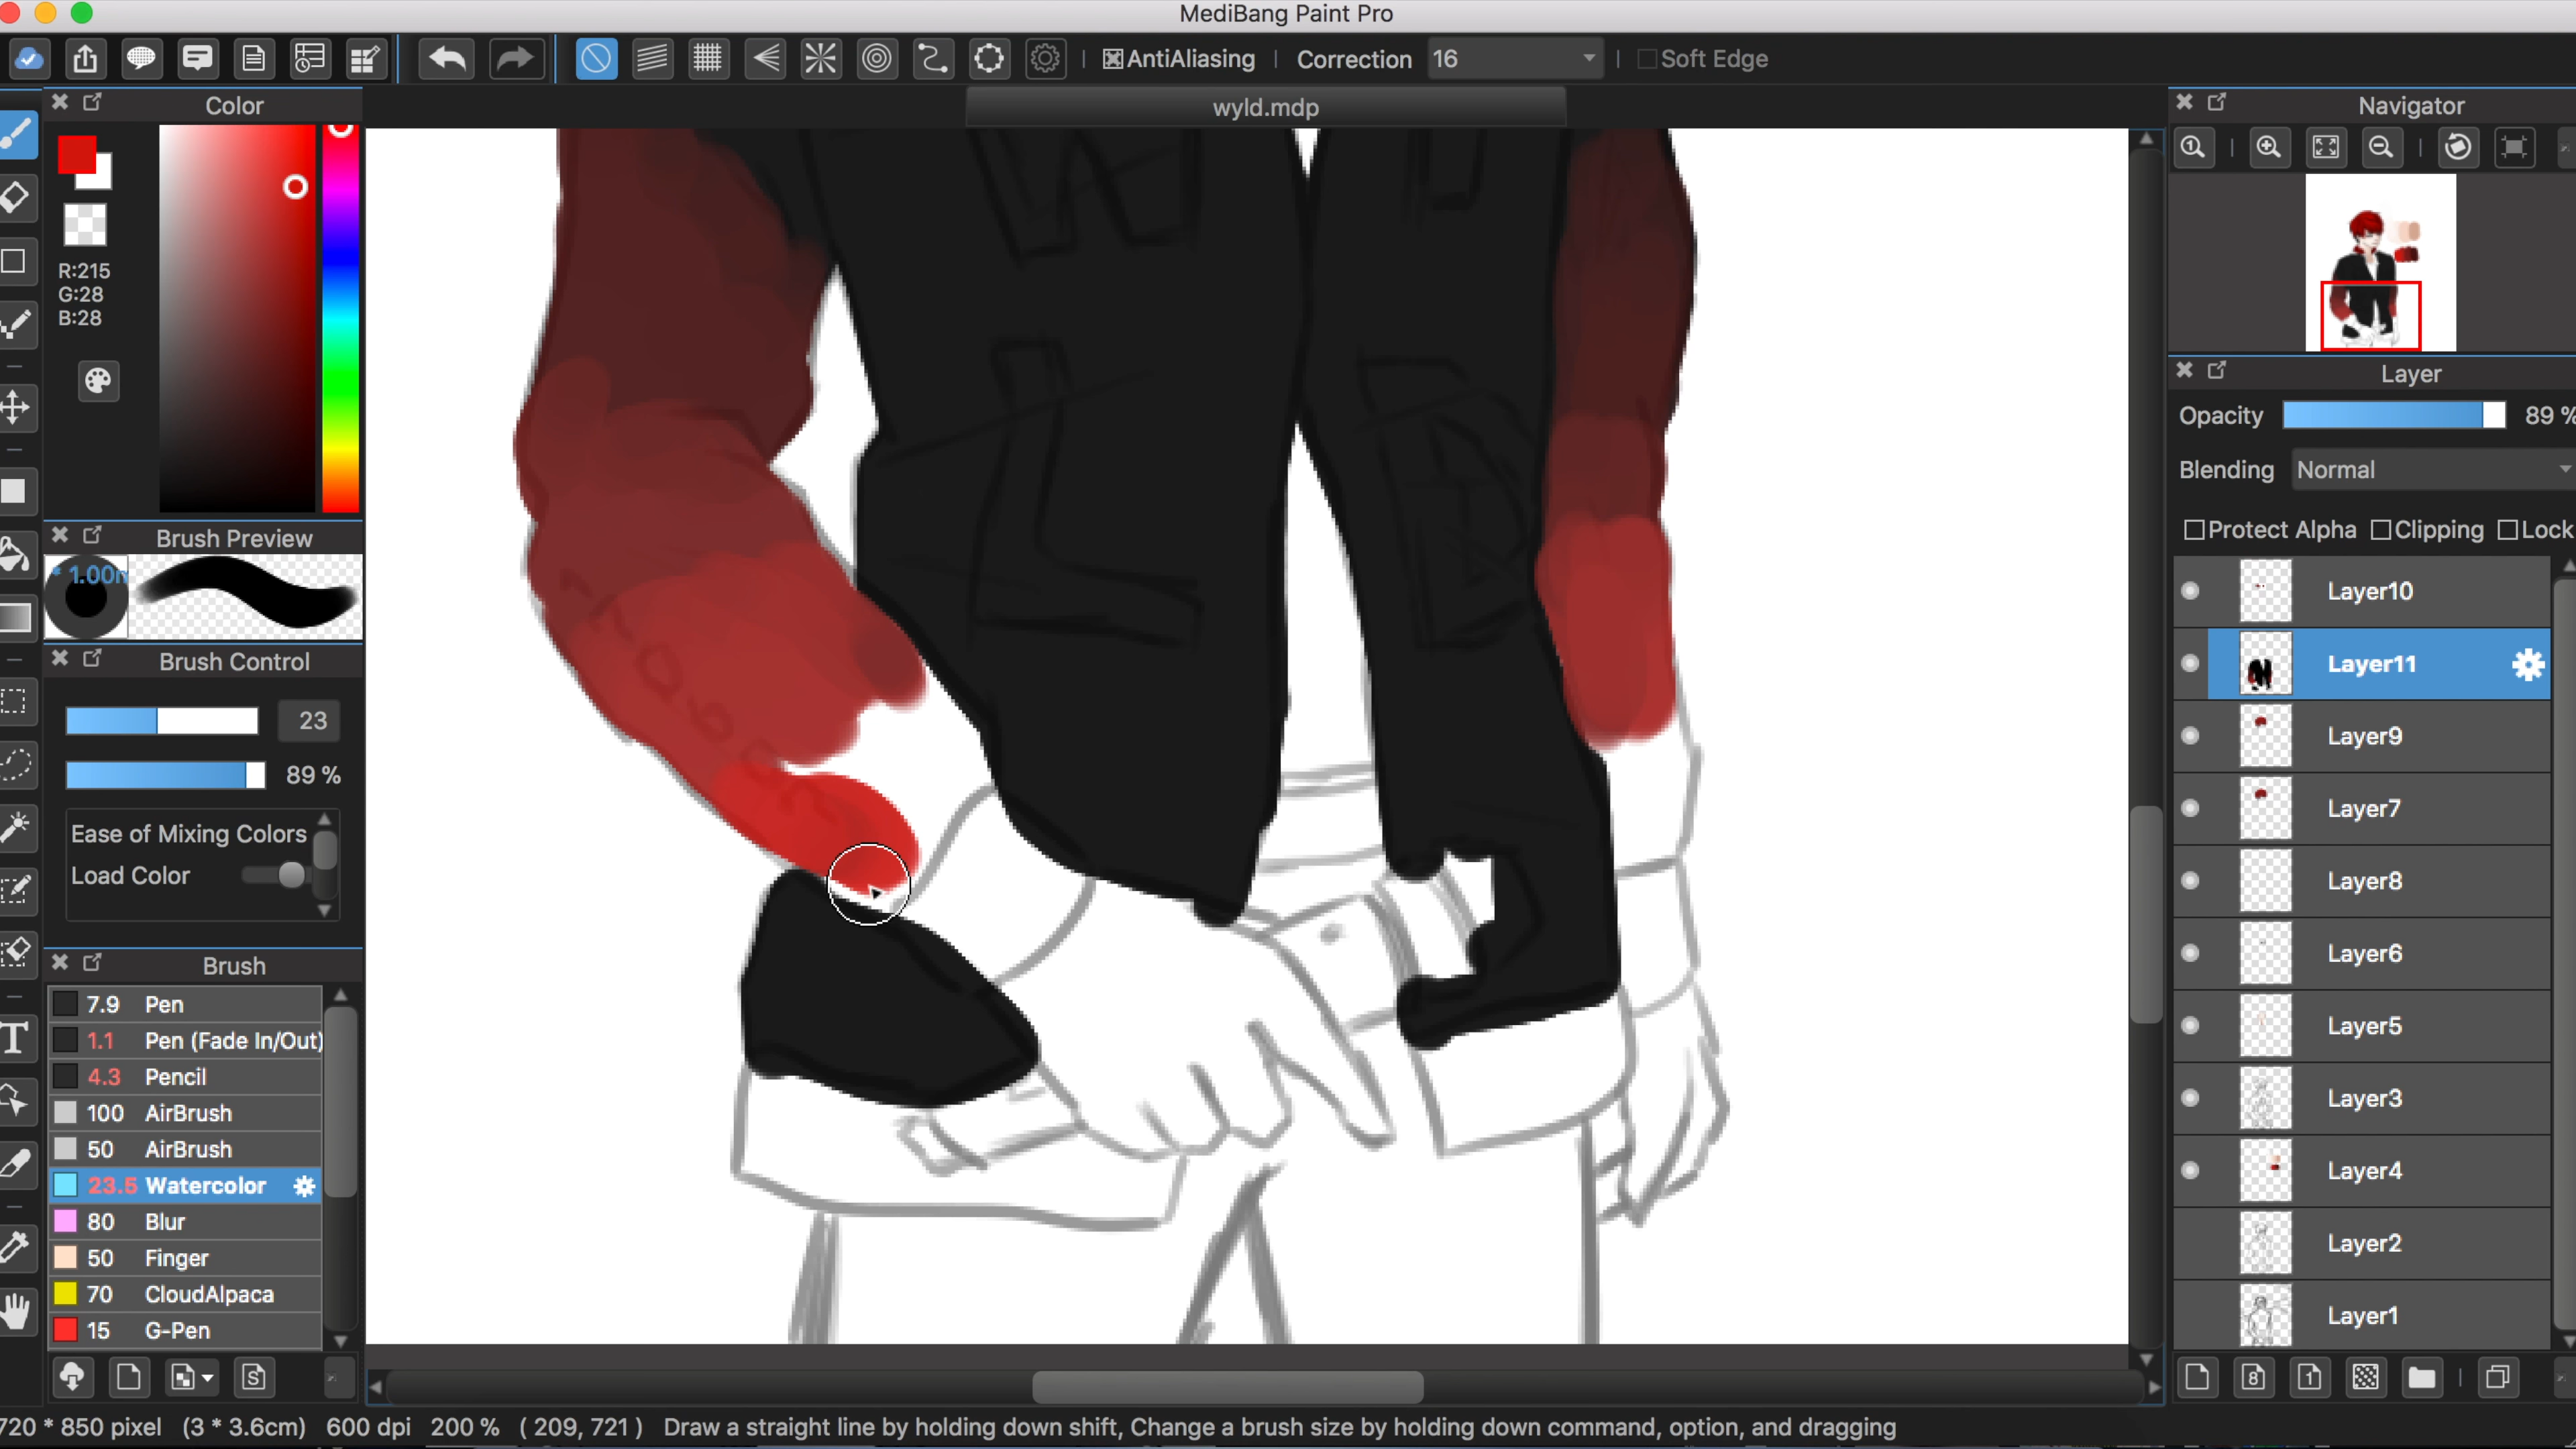 MediBang Paint Pro
AntiAliasing Correction 16 Soft Edge
Color
wyld.mdp
Navigator
R:215
G:28
B:28
Layer
Opacity 89 %
Blending Normal
Protect Alpha Clipping Lock
Brush Preview
* 1.00m
Brush Control
23
89 %
Ease of Mixing Colors
Load Color
Brush
7.9 Pen
1.1 Pen (Fade In/Out)
4.3 Pencil
100 AirBrush
50 AirBrush
23.5 Watercolor
80 Blur
50 Finger
70 CloudAlpaca
15 G-Pen
Layer10
Layer11
Layer9
Layer7
Layer8
Layer6
Layer5
Layer3
Layer4
Layer2
Layer1
720 * 850 pixel (3 * 3.6cm) 600 dpi 200 % ( 209, 721 ) Draw a straight line by holding down shift, Change a brush size by holding down command, option, and dragging